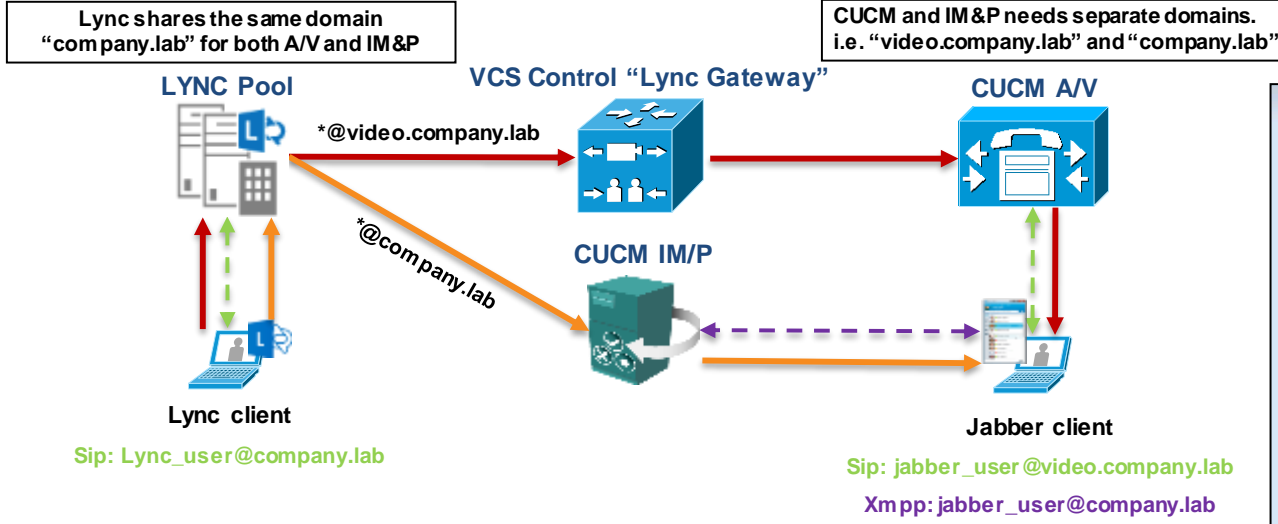 Lync shares the same domain
"company.lab" for both A/V and IM&P
CUCM and IM&P needs separate domains.
i.e. "video.company.lab" and "company.lab"
LYNC Pool
VCS Control "Lync Gateway"
CUCM A/V
*@video.company.lab
*@company.lab
CUCM IM/P
Lync client
Sip: Lync_user@company.lab
Jabber client
Sip: jabber_user@video.company.lab
Xmpp: jabber_user@company.lab